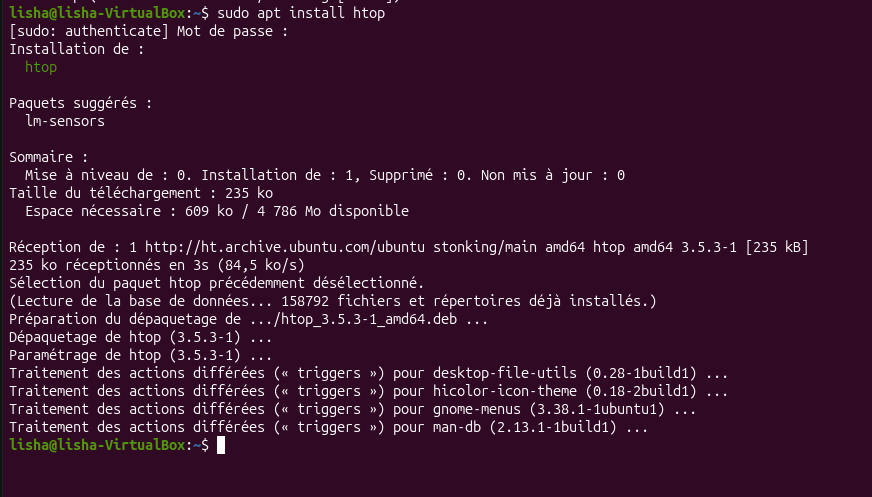 lisha@lisha-VirtualBox:~$ sudo apt install htop
[sudo: authenticate] Mot de passe :
Installation de :
  htop

Paquets suggérés :
  lm-sensors

Sommaire :
  Mise à niveau de : 0. Installation de : 1, Supprimé : 0. Non mis à jour : 0
Taille du téléchargement : 235 ko
  Espace nécessaire : 609 ko / 4 786 Mo disponible

Réception de : 1 http://ht.archive.ubuntu.com/ubuntu stonking/main amd64 htop amd64 3.5.3-1 [235 kB]
235 ko réceptionnés en 3s (84,5 ko/s)
Sélection du paquet htop précédemment désélectionné.
(Lecture de la base de données... 158792 fichiers et répertoires déjà installés.)
Préparation du dépaquetage de .../htop_3.5.3-1_amd64.deb ...
Dépaquetage de htop (3.5.3-1) ...
Paramétrage de htop (3.5.3-1) ...
Traitement des actions différées (« triggers ») pour desktop-file-utils (0.28-1build1) ...
Traitement des actions différées (« triggers ») pour hicolor-icon-theme (0.18-2build1) ...
Traitement des actions différées (« triggers ») pour gnome-menus (3.38.1-1ubuntu1) ...
Traitement des actions différées (« triggers ») pour man-db (2.13.1-1build1) ...
lisha@lisha-VirtualBox:~$